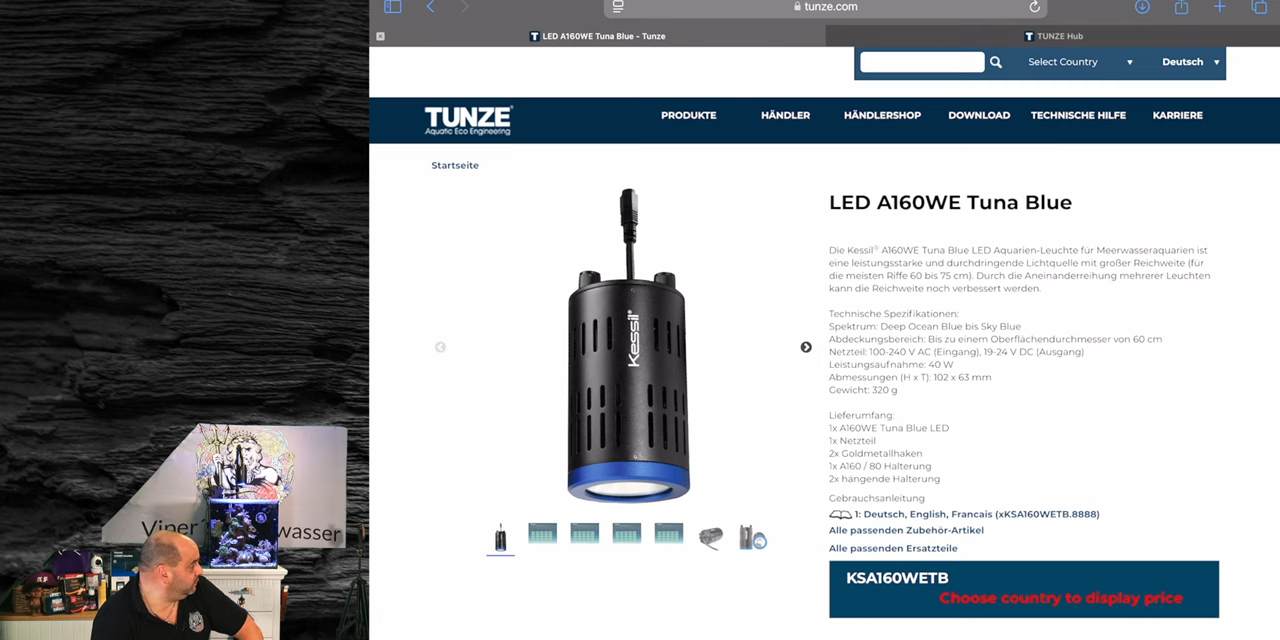 tunze.com
LED A160WE Tuna Blue - Tunze
TUNZE Hub
Select Country
Deutsch
TUNZE
Aquatic Eco Engineering
PRODUKTE
HÄNDLER
HÄNDLERSHOP
DOWNLOAD
TECHNISCHE HILFE
KARRIERE
Startseite
LED A160WE Tuna Blue
Die Kessil® A160WE Tuna Blue LED Aquarien-Leuchte für Meerwasseraquarien ist
eine leistungsstarke und durchdringende Lichtquelle mit großer Reichweite (für
die meisten Riffe 60 bis 75 cm). Durch die Aneinanderreihung mehrerer Leuchten
kann die Reichweite noch verbessert werden.
Technische Spezifikationen:
Spektrum: Deep Ocean Blue bis Sky Blue
Abdeckungsbereich: Bis zu einem Oberflächendurchmesser von 60 cm
Netzteil: 100-240 V AC (Eingang), 19-24 V DC (Ausgang)
Leistungsaufnahme: 40 W
Abmessungen (H x T): 102 x 63 mm
Gewicht: 320 g
Lieferumfang:
1x A160WE Tuna Blue LED
1x Netzteil
2x Goldmetallhaken
1x A160 / 80 Halterung
2x hängende Halterung
Gebrauchsanleitung
1: Deutsch, English, Francais (xKSA160WETB.8888)
Alle passenden Zubehör-Artikel
Alle passenden Ersatzteile
KSA160WETB
Choose country to display price
Kessil®
Viper
wasser